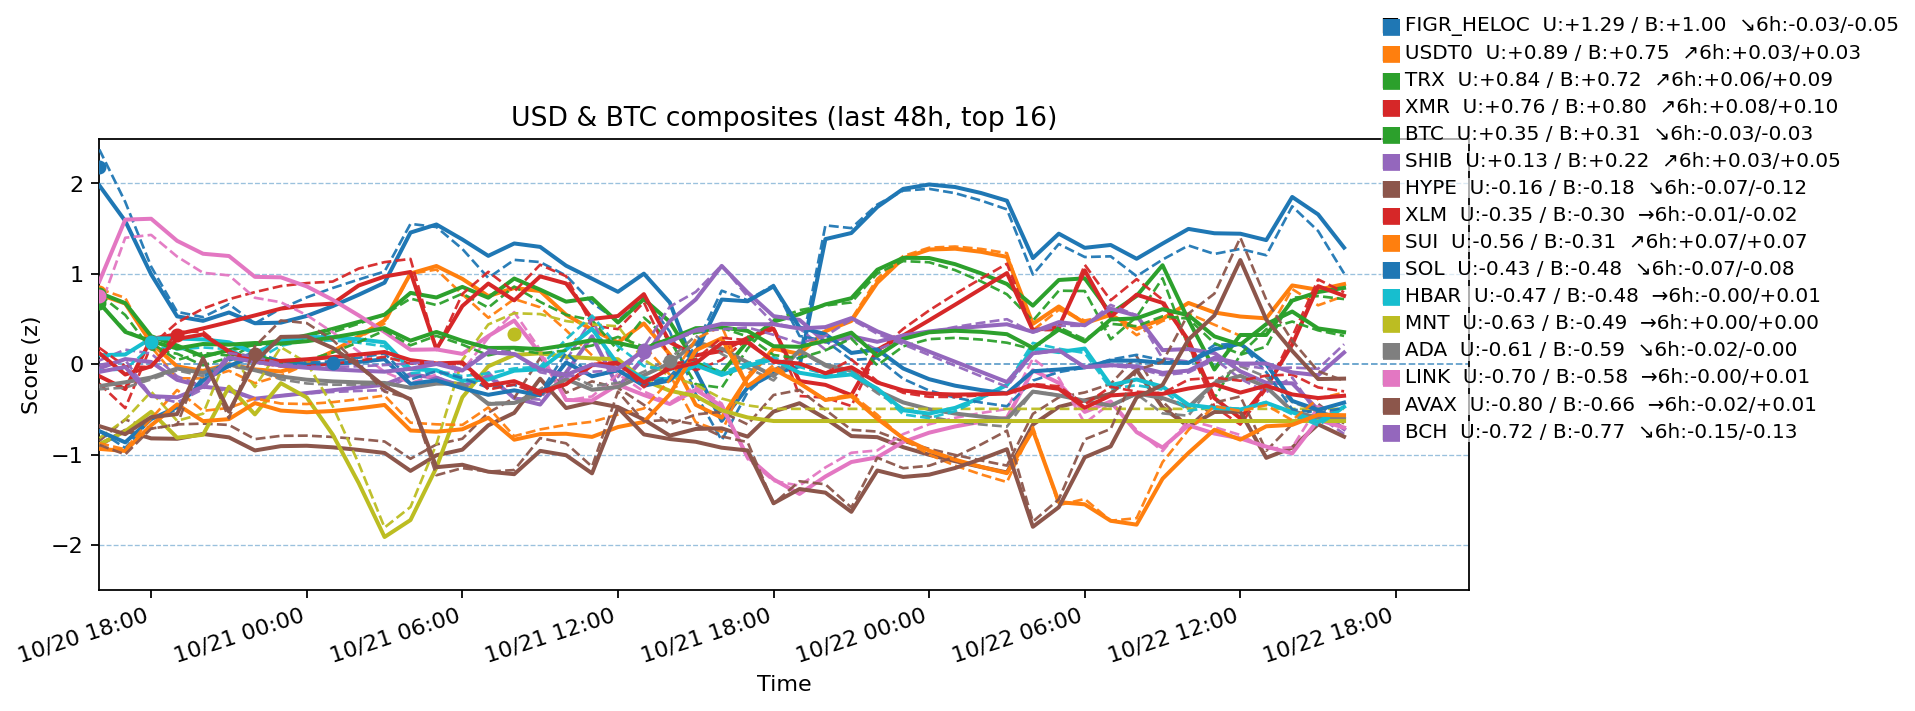 FIGR_HELOC  U:+1.29 / B:+1.00  ↘6h:-0.03/-0.05
USDT0  U:+0.89 / B:+0.75  ↗6h:+0.03/+0.03
TRX  U:+0.84 / B:+0.72  ↗6h:+0.06/+0.09
XMR  U:+0.76 / B:+0.80  ↗6h:+0.08/+0.10
BTC  U:+0.35 / B:+0.31  ↘6h:-0.03/-0.03
SHIB  U:+0.13 / B:+0.22  ↗6h:+0.03/+0.05
HYPE  U:-0.16 / B:-0.18  ↘6h:-0.07/-0.12
XLM  U:-0.35 / B:-0.30  →6h:-0.01/-0.02
SUI  U:-0.56 / B:-0.31  ↗6h:+0.07/+0.07
SOL  U:-0.43 / B:-0.48  ↘6h:-0.07/-0.08
HBAR  U:-0.47 / B:-0.48  →6h:-0.00/+0.01
MNT  U:-0.63 / B:-0.49  →6h:+0.00/+0.00
ADA  U:-0.61 / B:-0.59  ↘6h:-0.02/-0.00
LINK  U:-0.70 / B:-0.58  →6h:-0.00/+0.01
AVAX  U:-0.80 / B:-0.66  →6h:-0.02/+0.01
BCH  U:-0.72 / B:-0.77  ↘6h:-0.15/-0.13
USD & BTC composites (last 48h, top 16)
Score (z)
2
1
0
−1
−2
10/20 18:00
10/21 00:00
10/21 06:00
10/21 12:00
10/21 18:00
10/22 00:00
10/22 06:00
10/22 12:00
10/22 18:00
Time